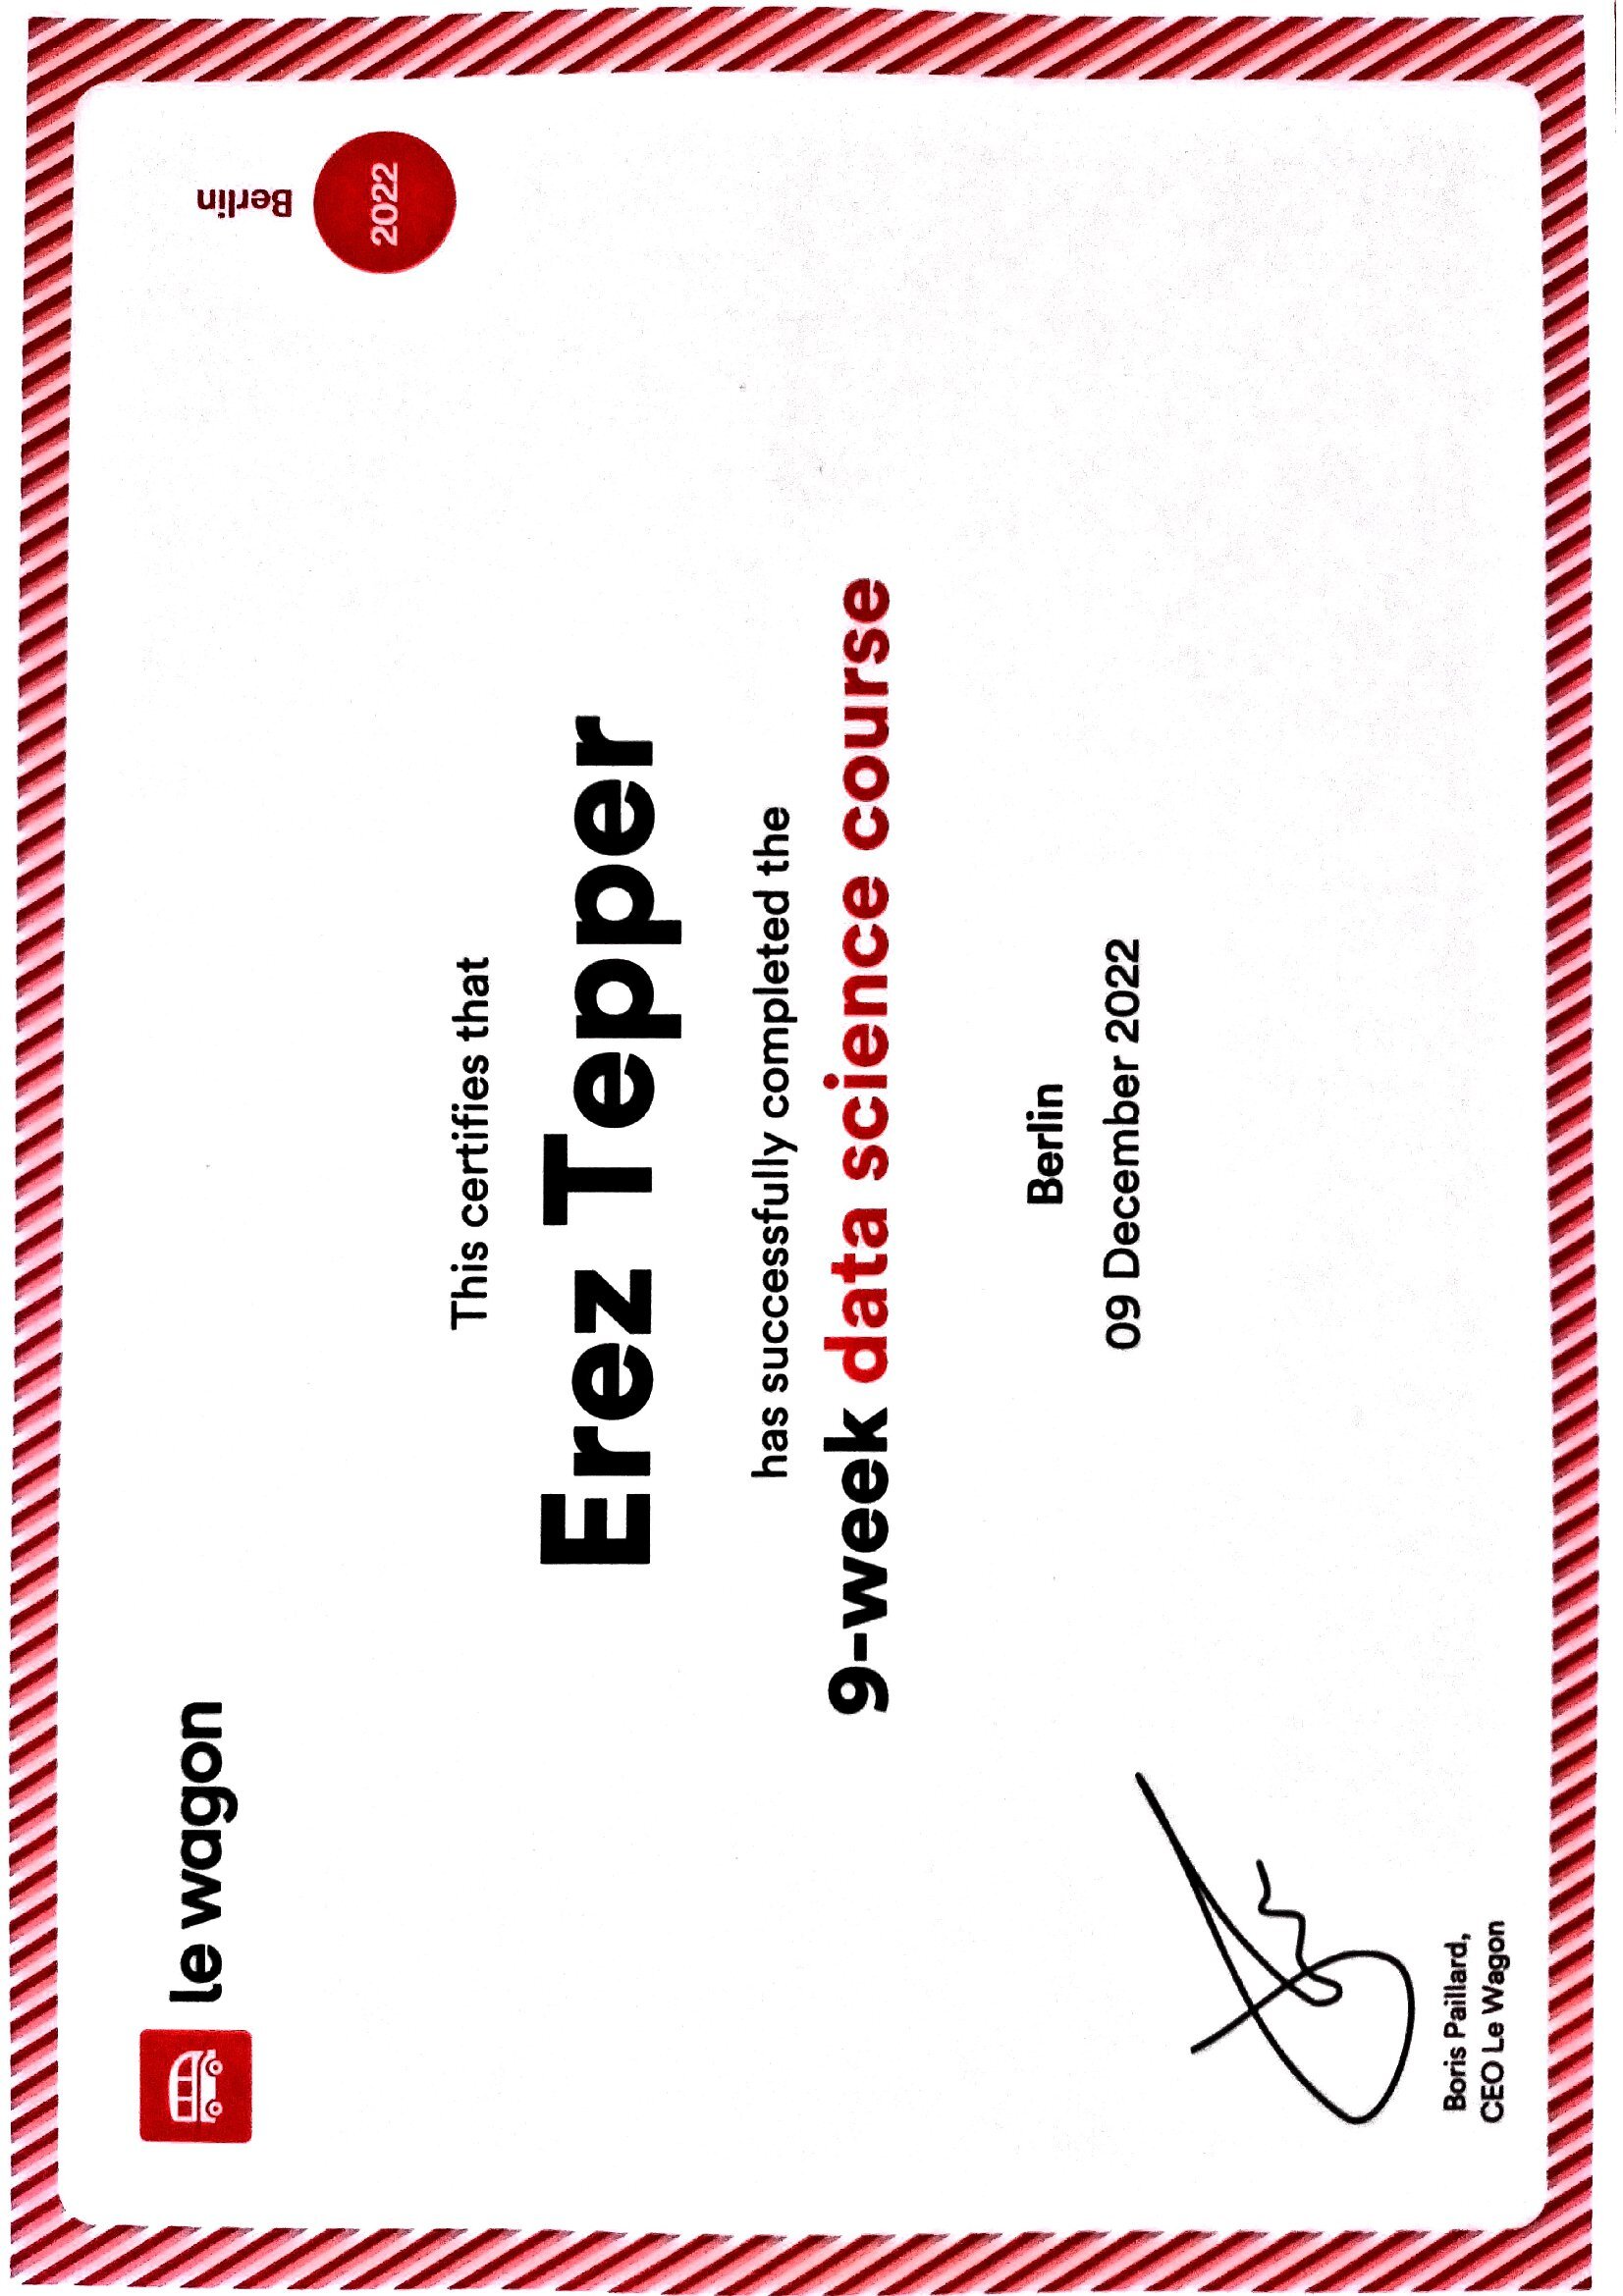 le wagon
Berlin
2022
This certifies that
Erez Tepper
has successfully completed the
9-week data science course
Berlin
09 December 2022
Boris Paillard,
CEO Le Wagon